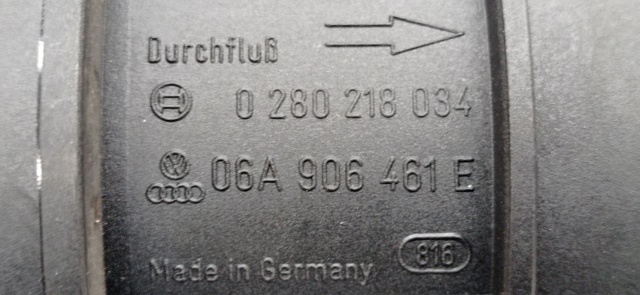 Durchfluß
0 280 218 034
06A 906 461 E
Made in Germany 816